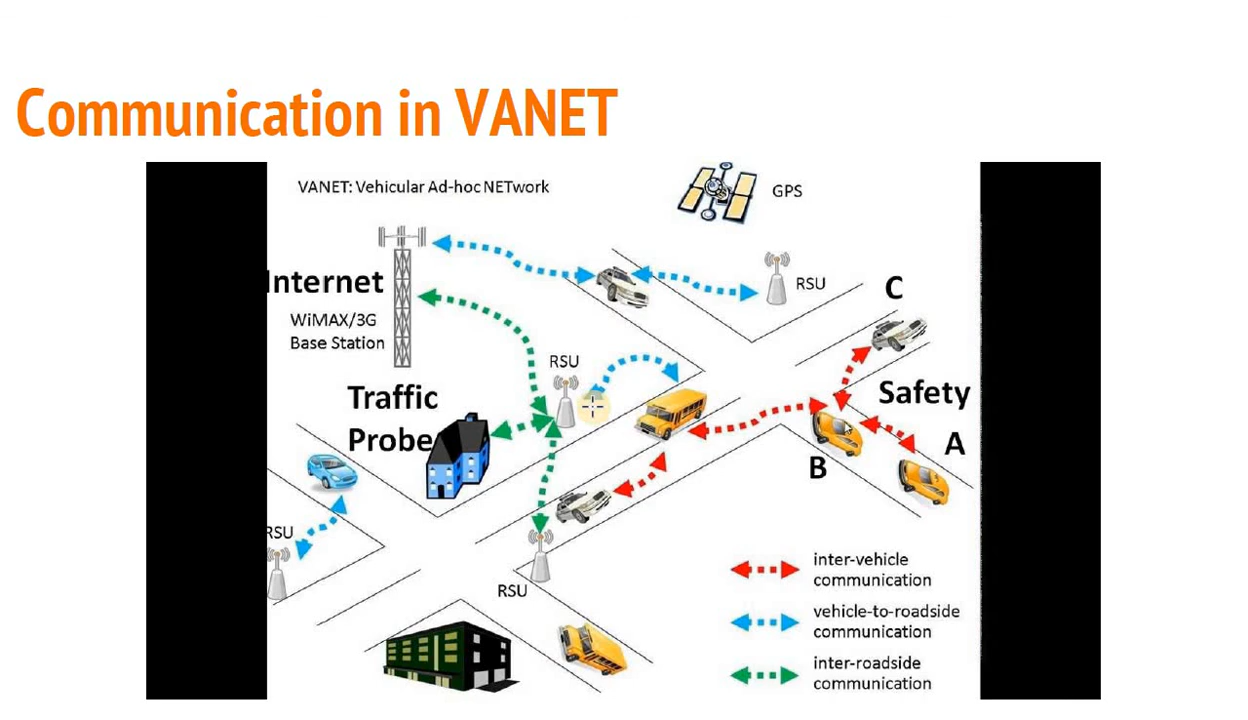 Communication in VANET
VANET: Vehicular Ad-hoc NETwork
GPS
Internet
WiMAX/3G
Base Station
RSU
C
RSU
Traffic
Probe
Safety
A
B
RSU
RSU
inter-vehicle
communication
vehicle-to-roadside
communication
inter-roadside
communication